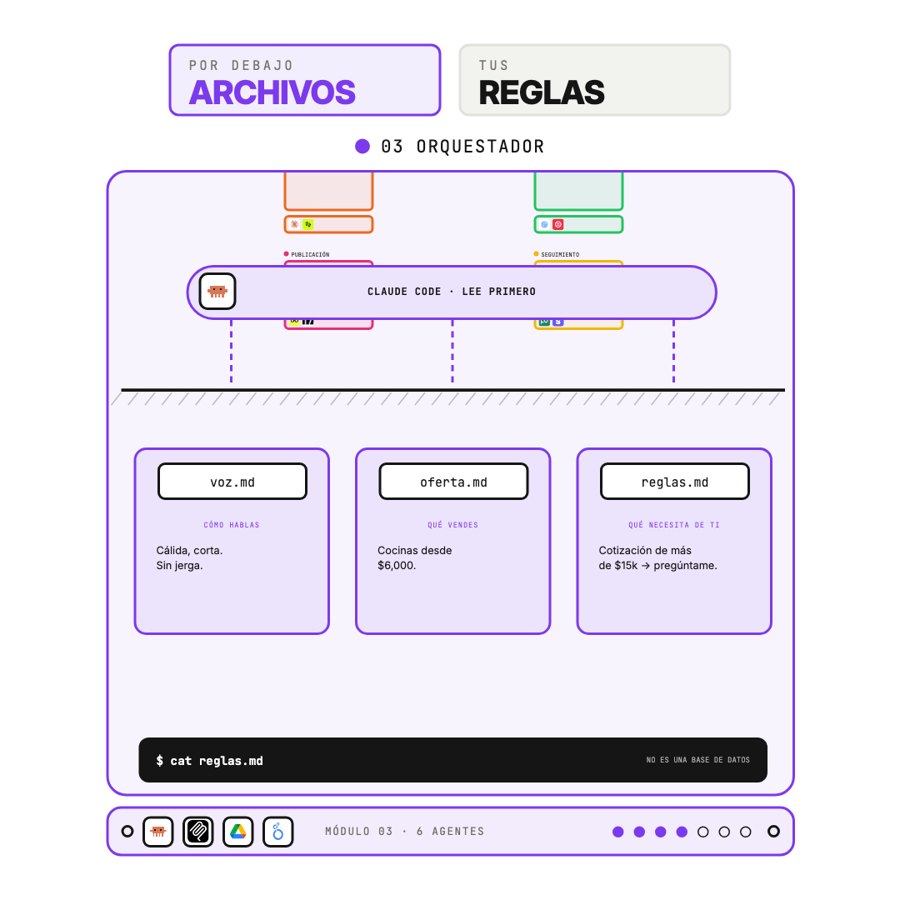 POR DEBAJO
ARCHIVOS
TUS
REGLAS
03 ORQUESTADOR
PUBLICACIÓN
SEGUIMIENTO
CLAUDE CODE · LEE PRIMERO
voz.md
CÓMO HABLAS
Cálida, corta.
Sin jerga.
oferta.md
QUÉ VENDES
Cocinas desde
$6,000.
reglas.md
QUÉ NECESITA DE TI
Cotización de más
de $15k → pregúntame.
$ cat reglas.md
NO ES UNA BASE DE DATOS
MÓDULO 03 · 6 AGENTES